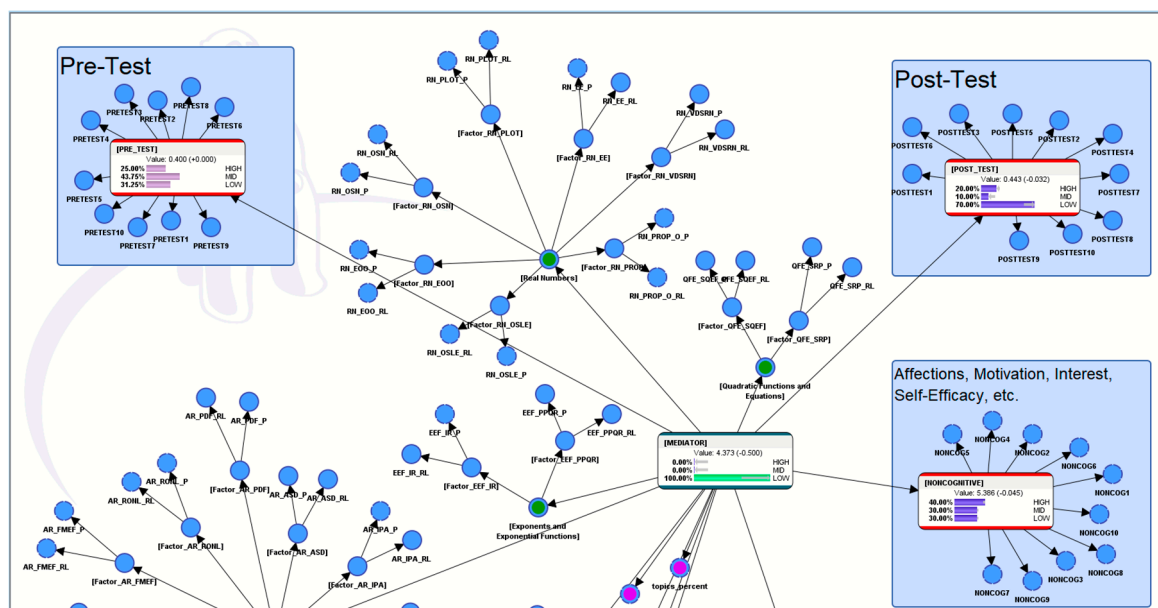 Pre-Test
PRETEST3
PRETEST2
PRETEST8
PRETEST6
PRETEST4
[PRE_TEST]
Value: 0.400 (+0.000)
25.00% HIGH
43.75% MID
31.25% LOW
PRETEST5
PRETEST10
PRETEST7
PRETEST1
PRETEST9
RN_PLOT_RL
RN_PLOT_P
[Factor_RN_PLOT]
RN_EE_P
RN_EE_RL
[Factor_RN_EE]
RN_VDSRN_P
RN_VDSRN_RL
[Factor_RN_VDSRN]
RN_OSN_RL
RN_OSN_P
[Factor_RN_OSN]
RN_PROP_O_P
[Factor_RN_PROP]
RN_PROP_O_RL
RN_EOO_P
[Factor_RN_EOO]
RN_EOO_RL
[Real Numbers]
[Factor_RN_OSLE]
RN_OSLE_RL
RN_OSLE_P
QFE_SRP_P
QFE_SRP_RL
QFE_SQEF_RL
[Factor_QFE_SQEF]
[Factor_QFE_SRP]
[Quadratic Functions and
Equations]
Post-Test
POSTTEST3
POSTTEST5
POSTTEST2
POSTTEST6
POSTTEST4
[POST_TEST]
Value: 0.443 (-0.032)
20.00% HIGH
10.00% MID
70.00% LOW
POSTTEST1
POSTTEST7
POSTTEST8
POSTTEST10
POSTTEST9
Affections, Motivation, Interest,
Self-Efficacy, etc.
NONCOG4
NONCOG5
NONCOG2
NONCOG6
[NONCOGNITIVE]
Value: 5.386 (-0.045)
40.00% HIGH
30.00% MID
30.00% LOW
NONCOG1
NONCOG10
NONCOG8
NONCOG3
NONCOG7
NONCOG9
[MEDIATOR]
Value: 4.373 (-0.500)
0.00% HIGH
0.00% MID
100.00% LOW
EEF_PPQR_P
EEF_PPQR_RL
[Factor_EEF_PPQR]
EEF_IR_P
EEF_IR_RL
[Factor_EEF_IR]
[Exponents and
Exponential Functions]
AR_PDF_RL
AR_PDF_P
[Factor_AR_PDF]
AR_RONL_P
AR_RONL_RL
[Factor_AR_RONL]
AR_ASD_P
AR_ASD_RL
[Factor_AR_ASD]
AR_FMEF_P
AR_FMEF_RL
[Factor_AR_FMEF]
AR_IPA_P
AR_IPA_RL
[Factor_AR_IPA]
topics_percent